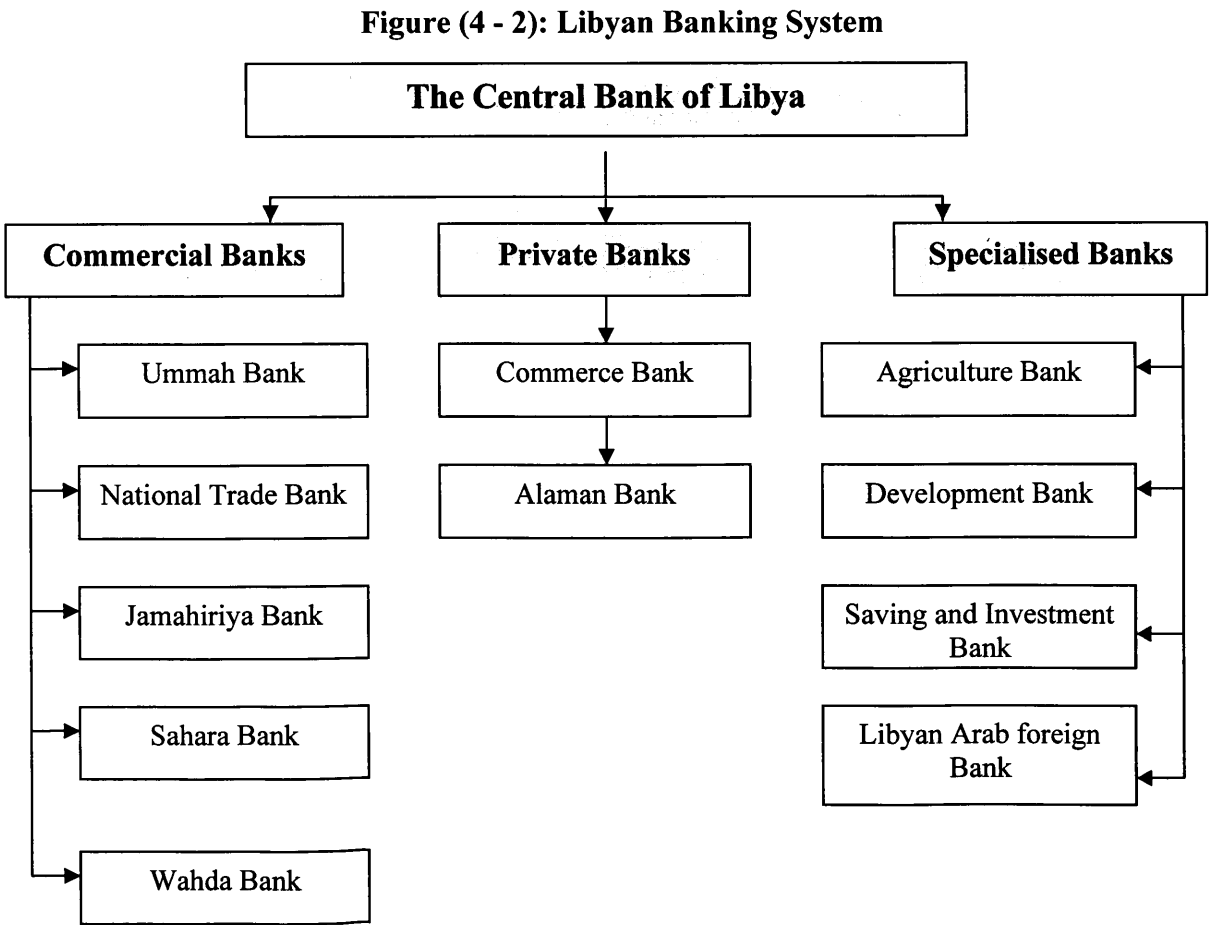 Figure (4 - 2): Libyan Banking System
The Central Bank of Libya
Commercial Banks
Private Banks
Specialised Banks
Ummah Bank
Commerce Bank
Agriculture Bank
National Trade Bank
Alaman Bank
Development Bank
Jamahiriya Bank
Saving and Investment
Bank
Sahara Bank
Libyan Arab foreign
Bank
Wahda Bank